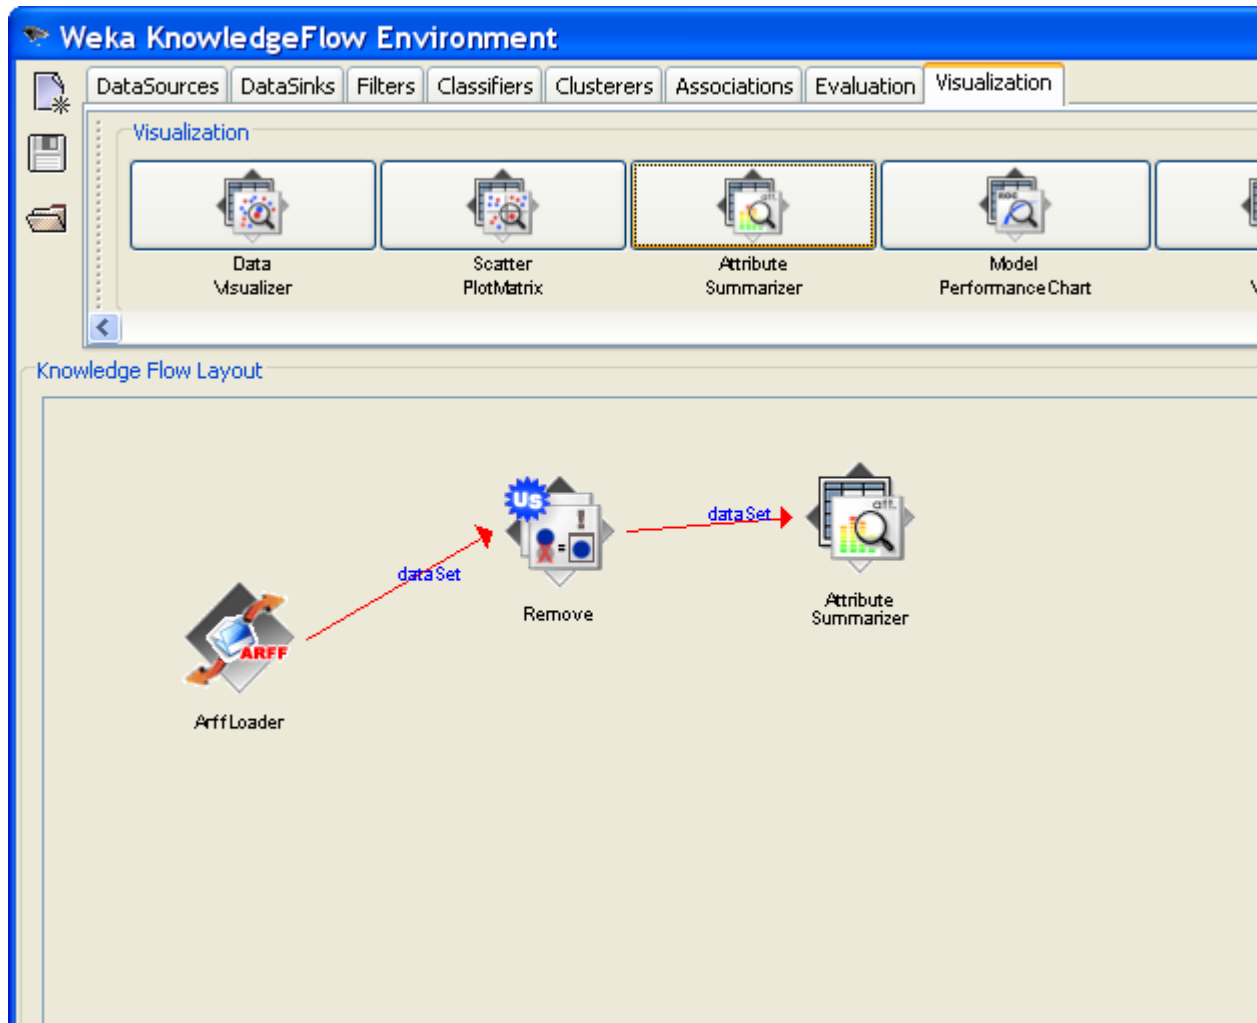 Weka KnowledgeFlow Environment
DataSources DataSinks Filters Classifiers Clusterers Associations Evaluation Visualization
Visualization
Data
Visualizer
Scatter
PlotMatrix
Attribute
Summarizer
Model
PerformanceChart
Knowledge Flow Layout
Us
att.
dataSet
dataSet
ARFF
Remove
Attribute
Summarizer
ArffLoader